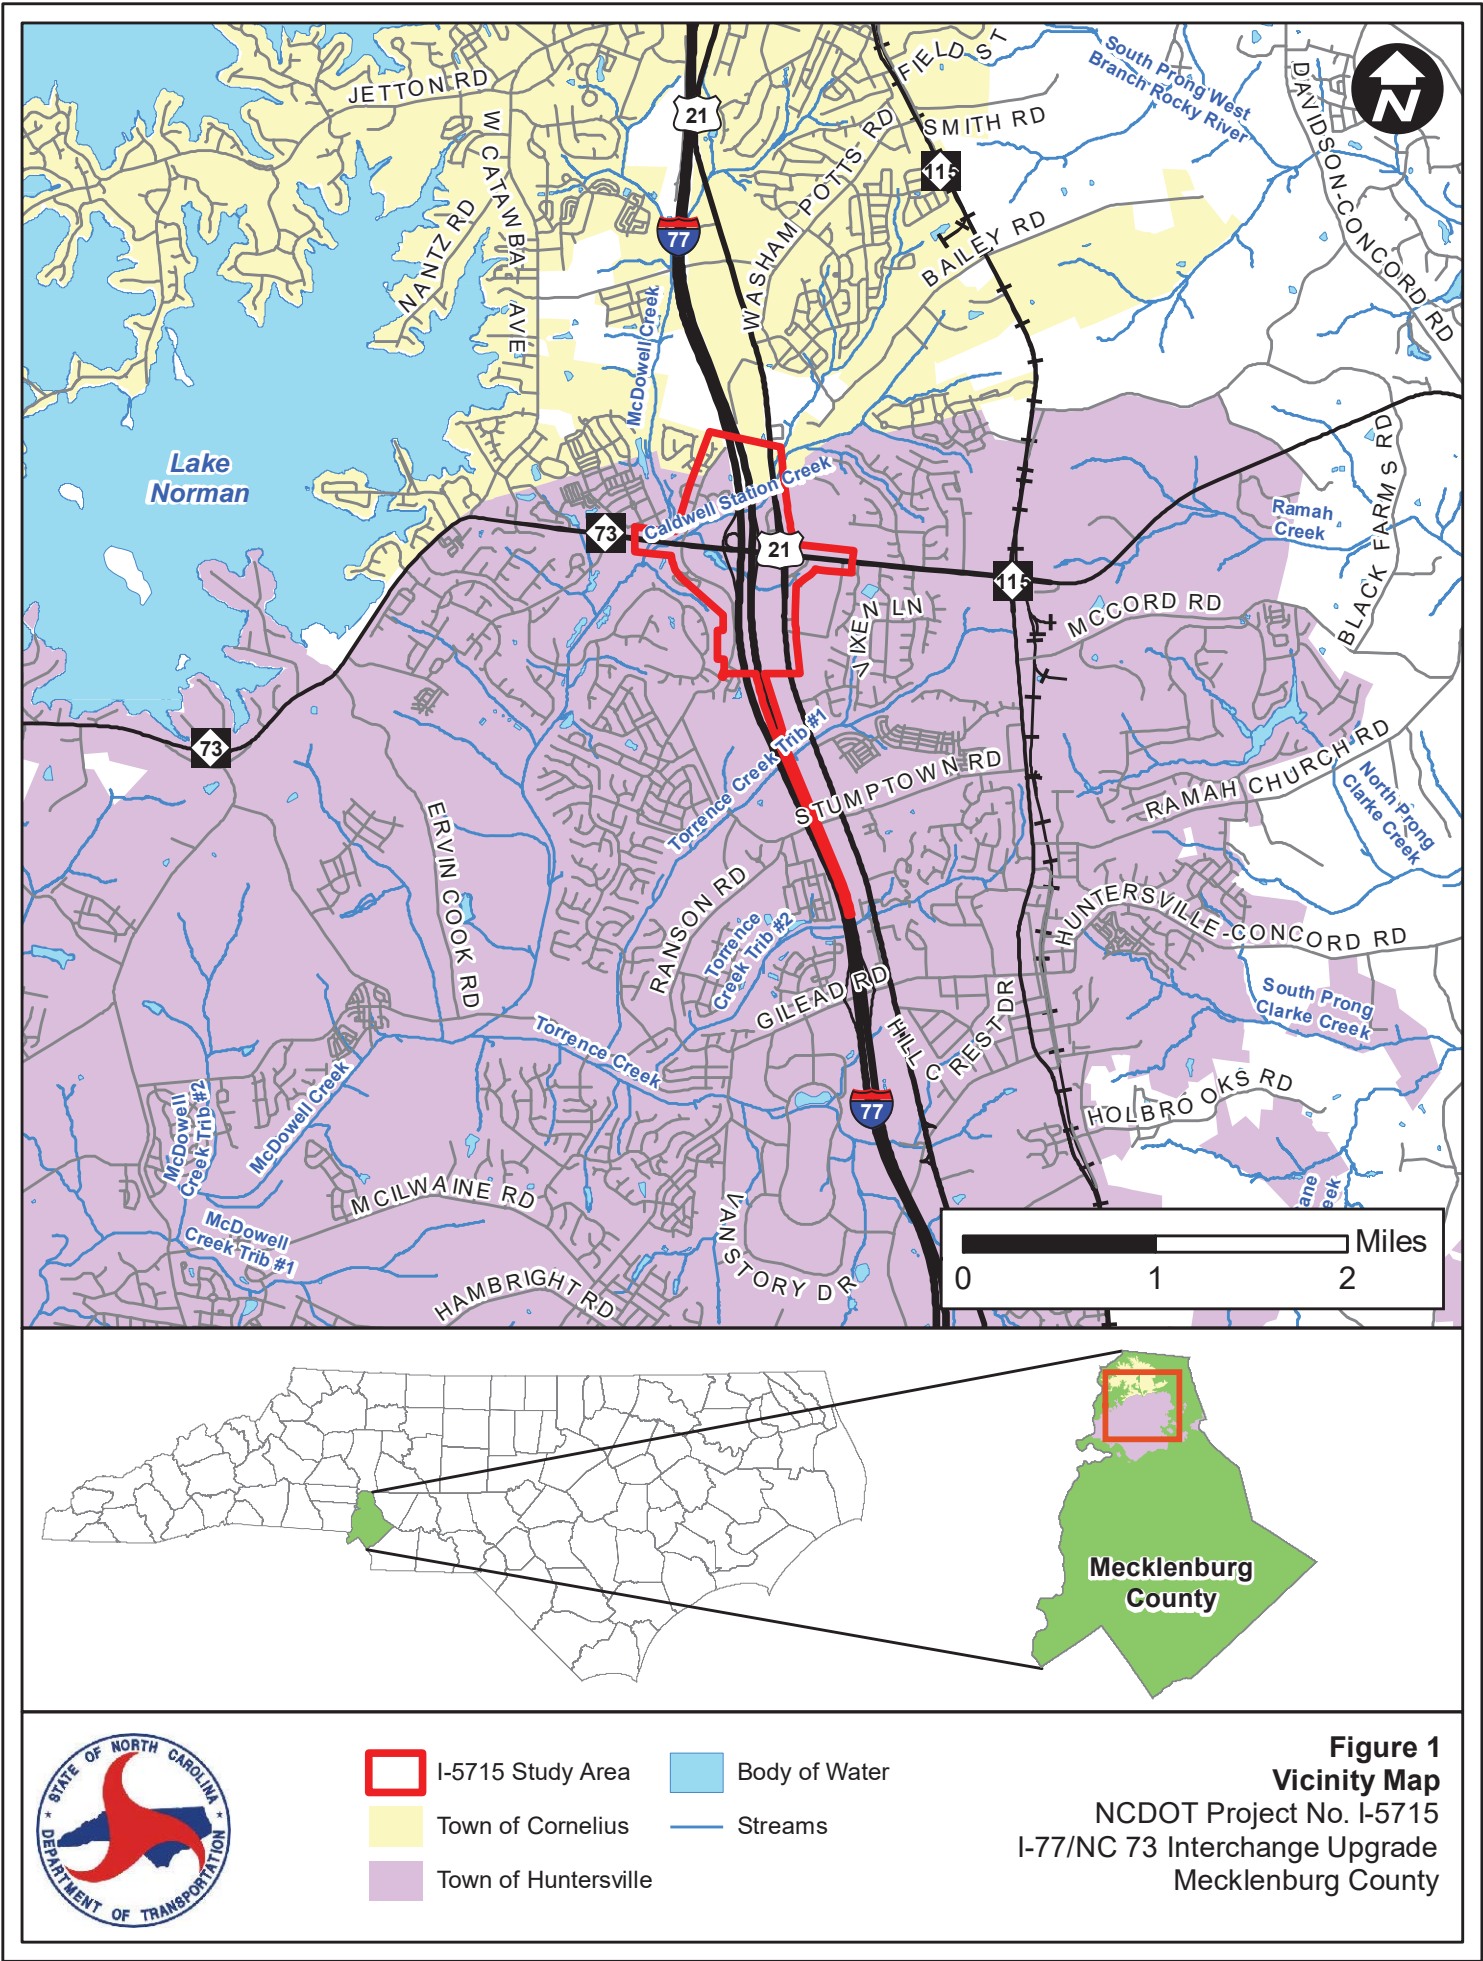 JETTON RD
W CATAWBA AVE
NANTZ RD
21
77
FIELD ST
SMITH RD
115
WASHAM POTTS RD
BAILEY RD
South Prong West
Branch Rocky River
DAVIDSON-CONCORD RD
N
McDowell Creek
Lake
Norman
Caldwell Station Creek
73
21
115
Ramah
Creek
BLACK FARMS RD
MCCORD RD
VIXEN LN
73
Torrence Creek Trib #1
STUMPTOWN RD
RAMAH CHURCH RD
North Prong
Clarke Creek
ERVIN COOK RD
RANSON RD
Torrence
Creek Trib #2
HUNTERSVILLE-CONCORD RD
GILEAD RD
HILLCREST DR
South Prong
Clarke Creek
Torrence Creek
McDowell Creek
McDowell
Creek Trib #2
77
HOLBROOKS RD
MCILWAINE RD
McDowell
Creek Trib #1
VANSTORY DR
HAMBRIGHT RD
ane
eek
Miles
0 1 2
Mecklenburg
County
STATE OF NORTH CAROLINA
DEPARTMENT OF TRANSPORTATION
I-5715 Study Area
Town of Cornelius
Town of Huntersville
Body of Water
Streams
Figure 1
Vicinity Map
NCDOT Project No. I-5715
I-77/NC 73 Interchange Upgrade
Mecklenburg County